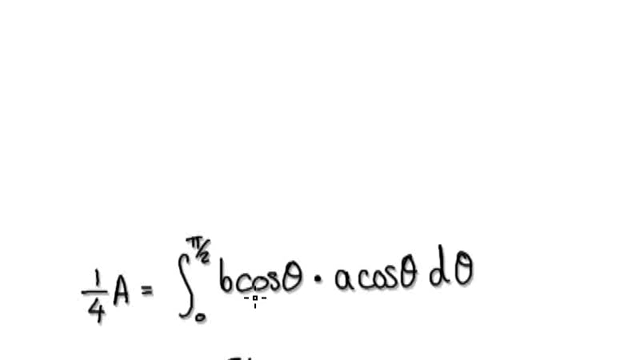 1/4 A = ∫₀^π/2 bcosθ · acosθ dθ